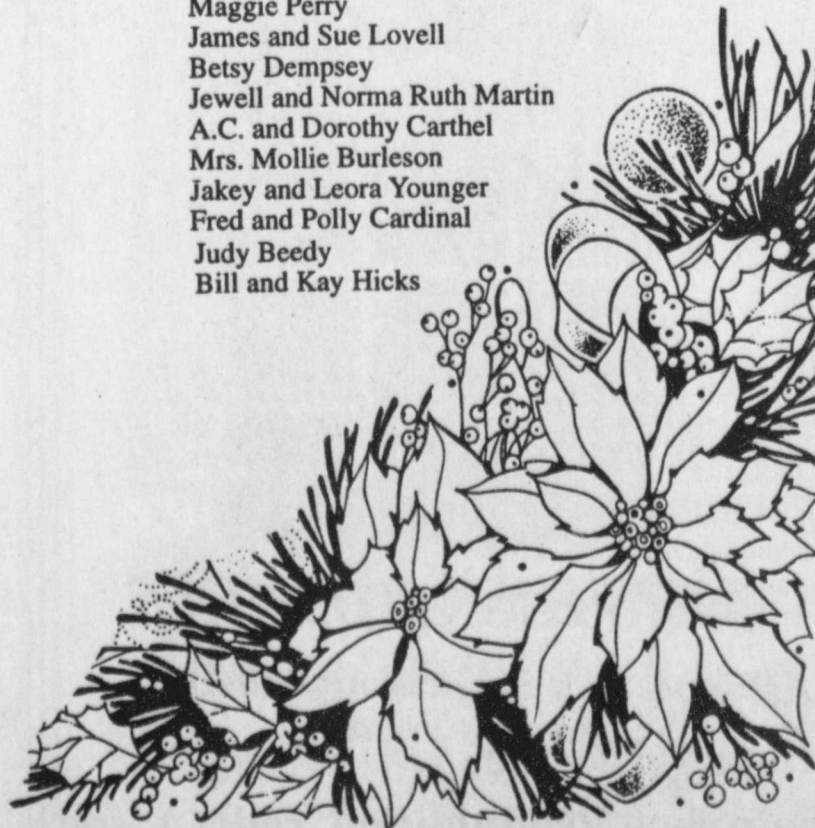 Maggie Perry
James and Sue Lovell
Betsy Dempsey
Jewell and Norma Ruth Martin
A.C. and Dorothy Carthel
Mrs. Mollie Burleson
Jakey and Leora Younger
Fred and Polly Cardinal
Judy Beedy
Bill and Kay Hicks